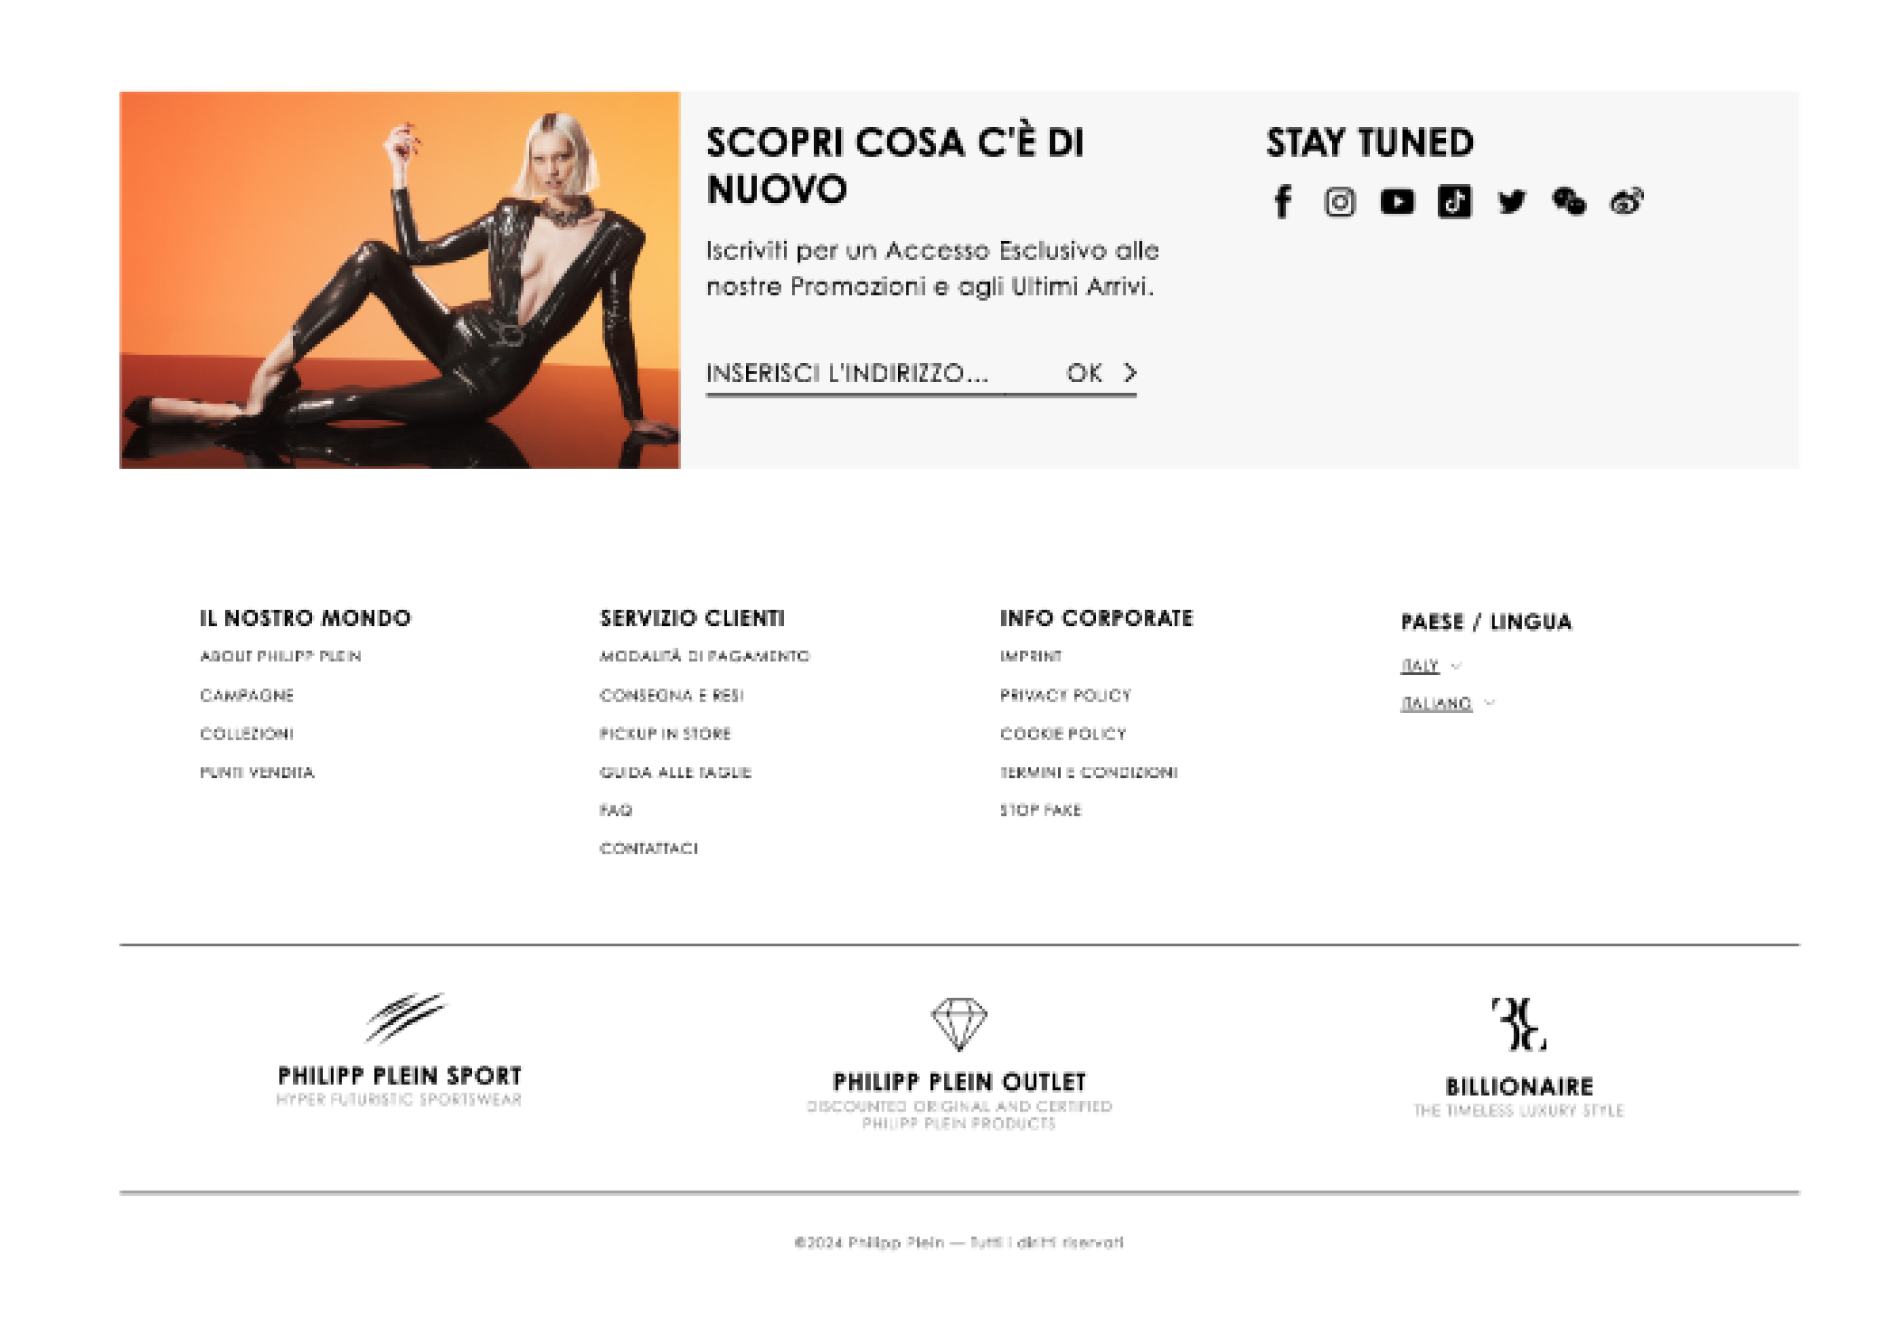 SCOPRI COSA C'È DI
NUOVO
Iscriviti per un Accesso Esclusivo alle
nostre Promozioni e agli Ultimi Arrivi.
INSERISCI L'INDIRIZZO... OK
STAY TUNED
IL NOSTRO MONDO
ABOUT PHILIPP PLEIN
CAMPAGNE
COLLEZIONI
PUNTI VENDITA
SERVIZIO CLIENTI
MODALITÀ DI PAGAMENTO
CONSEGNA E RESI
PICKUP IN STORE
GUIDA ALLE TAGLIE
FAQ
CONTATTACI
INFO CORPORATE
IMPRINT
PRIVACY POLICY
COOKIE POLICY
TERMINI E CONDIZIONI
STOP FAKE
PAESE / LINGUA
ITALY
ITALIANO
PHILIPP PLEIN SPORT
HYPER FUTURISTIC SPORTSWEAR
PHILIPP PLEIN OUTLET
DISCOUNTED ORIGINAL AND CERTIFIED
PHILIPP PLEIN PRODUCTS
BILLIONAIRE
THE TIMELESS LUXURY STYLE
©2024 Philipp Plein — Tutti i diritti riservati